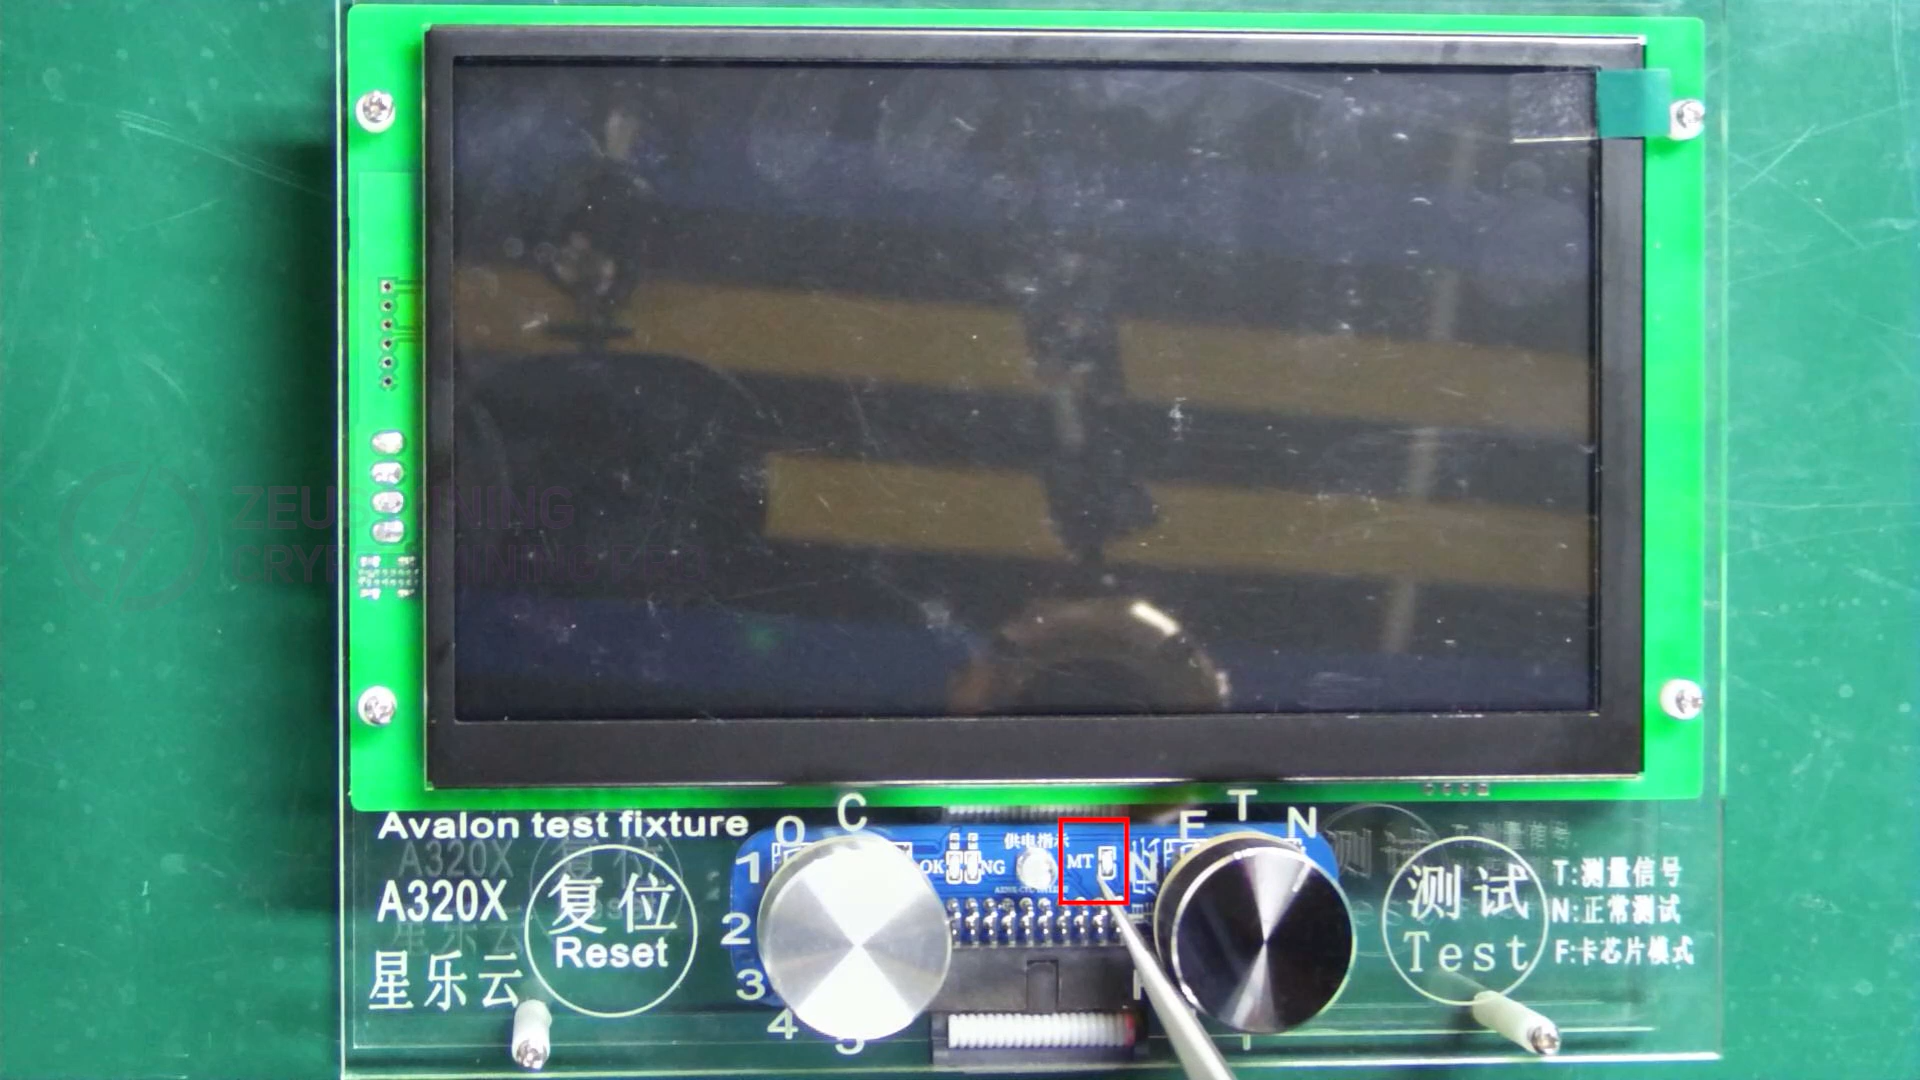 ZEUS MINING
Avalon test fixture
A320X
星乐云
复位
Reset
O
C
1
2
3
4
5
OK
NG
供电指示
MT
F
T
N
测试
Test
T:测量信号
N:正常测试
F:卡芯片模式